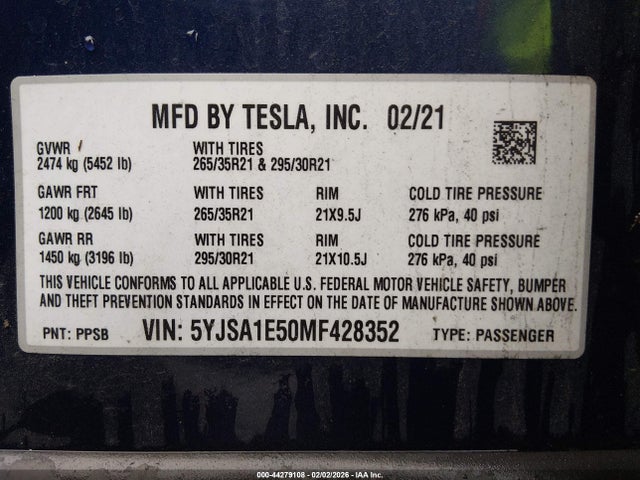 MFD BY TESLA, INC. 02/21
GVWR WITH TIRES
2474 kg (5452 lb) 265/35R21 & 295/30R21
GAWR FRT WITH TIRES RIM COLD TIRE PRESSURE
1200 kg (2645 lb) 265/35R21 21X9.5J 276 kPa, 40 psi
GAWR RR WITH TIRES RIM COLD TIRE PRESSURE
1450 kg (3196 lb) 295/30R21 21X10.5J 276 kPa, 40 psi
THIS VEHICLE CONFORMS TO ALL APPLICABLE U.S. FEDERAL MOTOR VEHICLE SAFETY, BUMPER
AND THEFT PREVENTION STANDARDS IN EFFECT ON THE DATE OF MANUFACTURE SHOWN ABOVE.
PNT: PPSB VIN: 5YJSA1E50MF428352 TYPE: PASSENGER
000-44279108 - 02/02/2026 - IAAI.COM